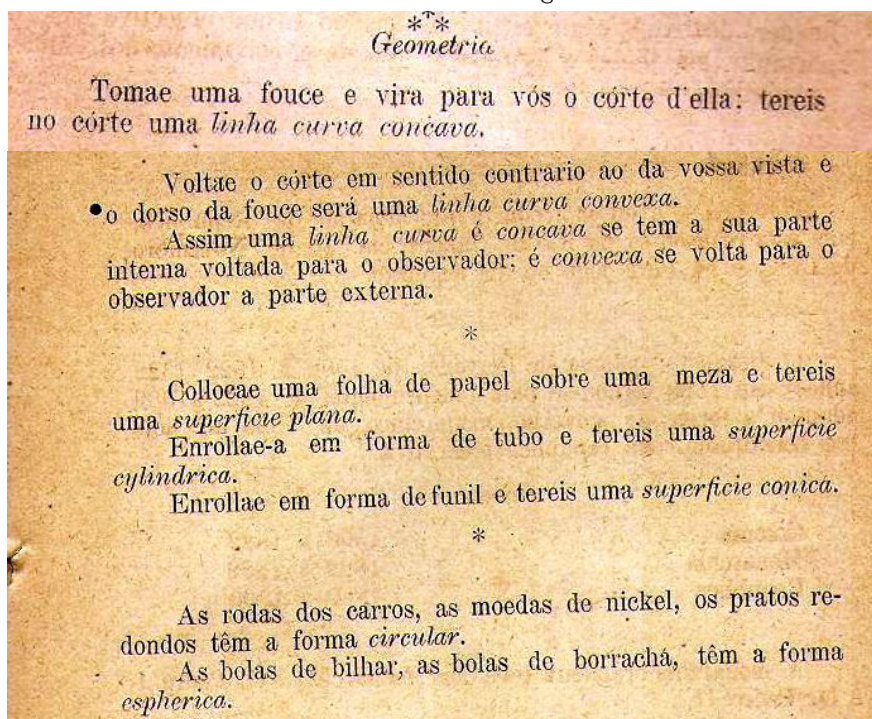 ***
Geometria
Tomae uma fouce e vira para vós o córte d'ella: tereis
no córte uma linha curva concava.
Voltae o córte em sentido contrario ao da vossa vista e
o dorso da fouce será uma linha curva convexa.
Assim uma linha curva é concava se tem a sua parte
interna voltada para o observador; é convexa se volta para o
observador a parte externa.
*
Collocae uma folha de papel sobre uma meza e tereis
uma superficie plana.
Enrollae-a em forma de tubo e tereis uma superficie
cylindrica.
Enrollae em forma de funil e tereis uma superficie conica.
*
As rodas dos carros, as moedas de nickel, os pratos re-
dondos têm a forma circular.
As bolas de bilhar, as bolas de borracha, têm a forma
espherica.